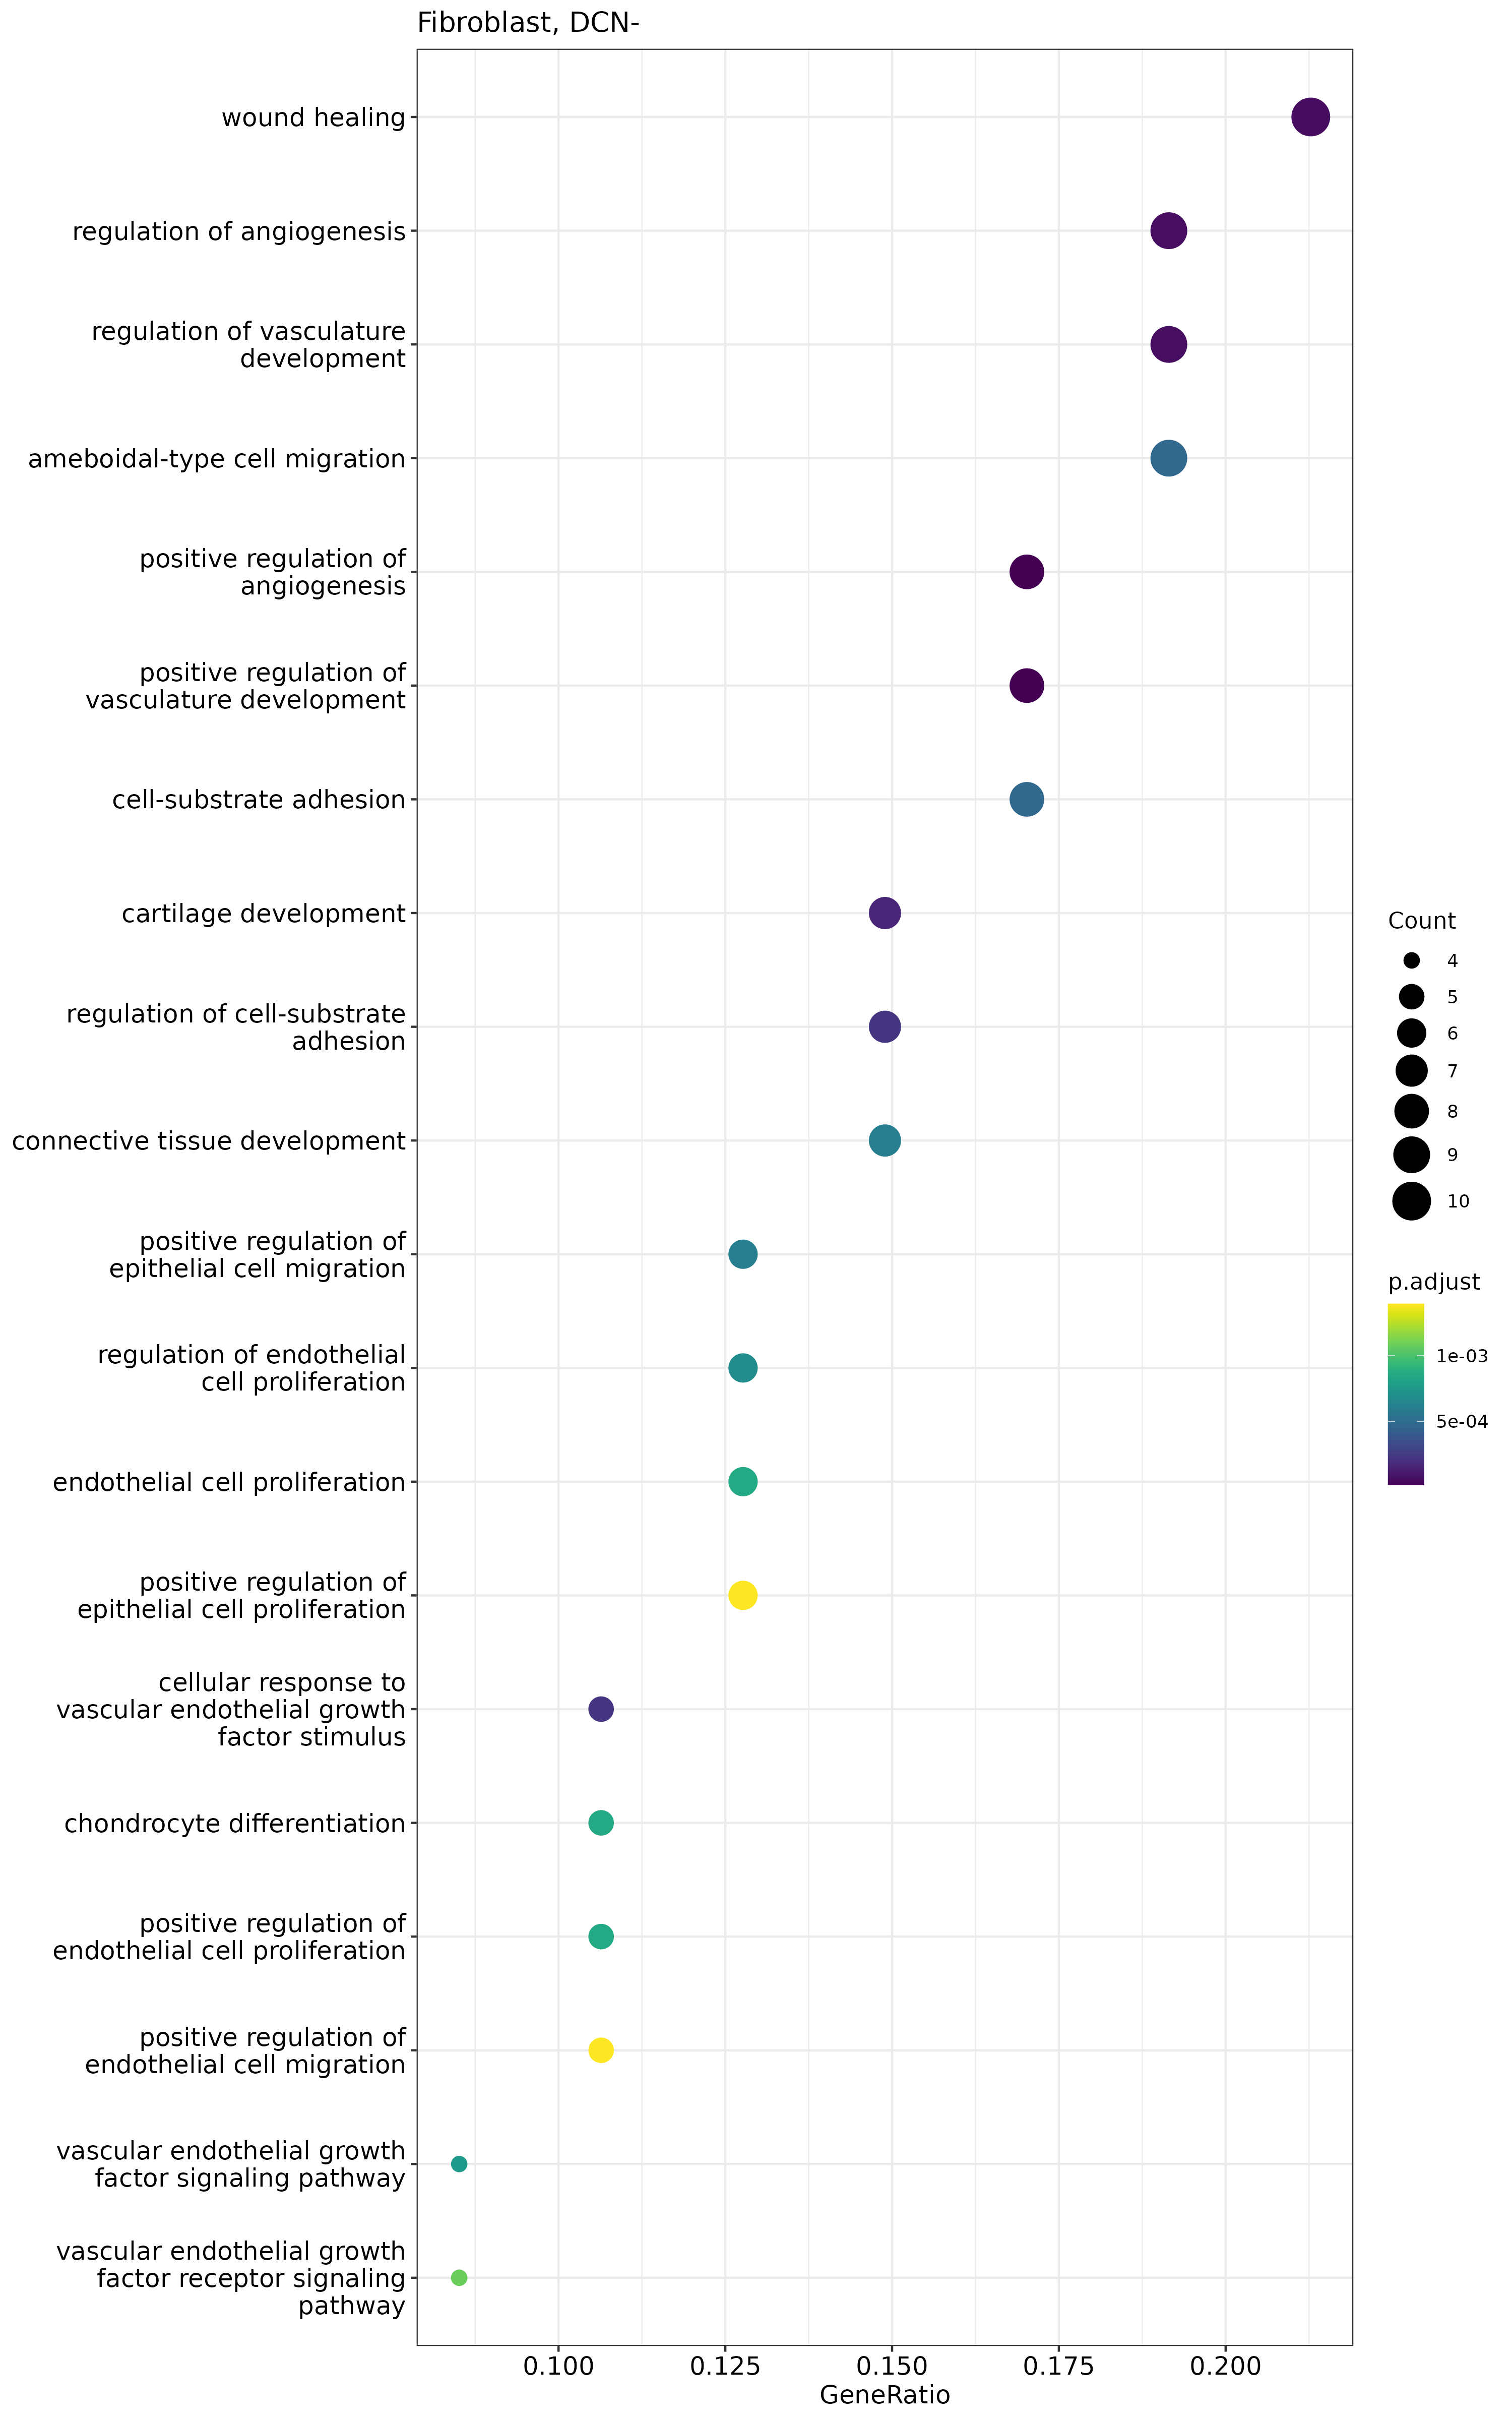 Fibroblast, DCN-
wound healing
regulation of angiogenesis
regulation of vasculature
development
ameboidal-type cell migration
positive regulation of
angiogenesis
positive regulation of
vasculature development
cell-substrate adhesion
cartilage development
regulation of cell-substrate
adhesion
connective tissue development
positive regulation of
epithelial cell migration
regulation of endothelial
cell proliferation
endothelial cell proliferation
positive regulation of
epithelial cell proliferation
cellular response to
vascular endothelial growth
factor stimulus
chondrocyte differentiation
positive regulation of
endothelial cell proliferation
positive regulation of
endothelial cell migration
vascular endothelial growth
factor signaling pathway
vascular endothelial growth
factor receptor signaling
pathway
0.100 0.125 0.150 0.175 0.200
GeneRatio
Count
4
5
6
7
8
9
10
p.adjust
1e-03
5e-04